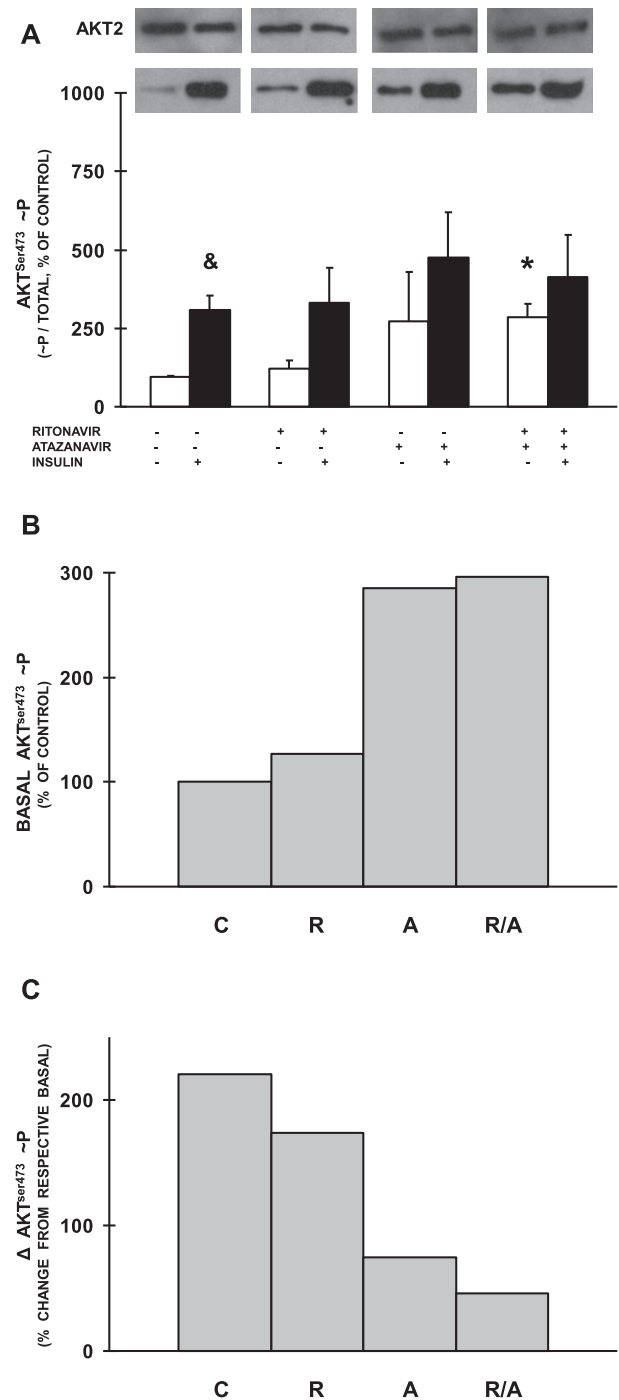 A
AKT2
1000
750
500
250
0
AKTSer473 ~P
(~P / TOTAL, % OF CONTROL)
&
*
RITONAVIR - - + + - - + +
ATAZANAVIR - - - - + + + +
INSULIN - + - + - + - +
B
300
200
100
0
BASAL AKTser473 ~P
(% OF CONTROL)
C R A R/A
C
200
100
0
Δ AKTser473 ~P
(% CHANGE FROM RESPECTIVE BASAL)
C R A R/A